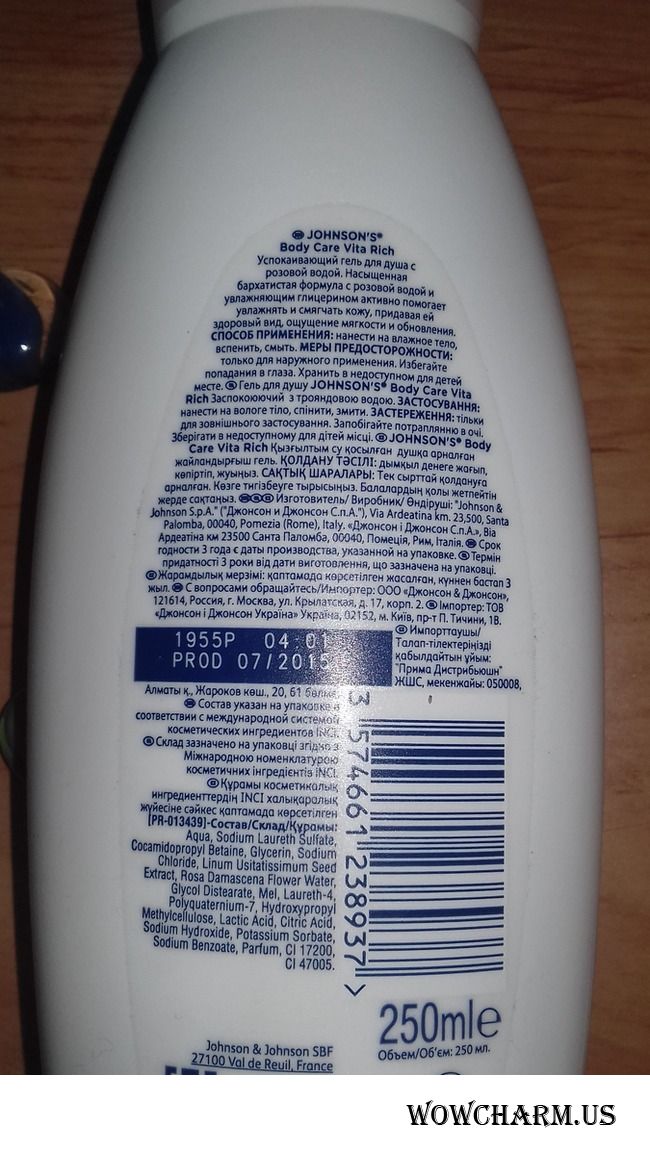 JOHNSON'S®
Body Care Vita Rich
Успокаивающий гель для душа с
розовой водой. Насыщенная
бархатистая формула с розовой водой и
увлажняющим глицерином активно помогает
увлажнять и смягчать кожу, придавая ей
здоровый вид, ощущение мягкости и обновления.
СПОСОБ ПРИМЕНЕНИЯ: нанести на влажное тело,
вспенить, смыть. МЕРЫ ПРЕДОСТОРОЖНОСТИ:
только для наружного применения. Избегайте
попадания в глаза. Хранить в недоступном для детей
месте. Гель для душу JOHNSON'S® Body Care Vita
Rich Заспокоюючий з трояндовою водою. ЗАСТОСУВАННЯ:
нанести на вологе тіло, спінити, змити. ЗАСТЕРЕЖЕННЯ: тільки
для зовнішнього застосування. Запобігайте потраплянню в очі.
Зберігати в недоступному для дітей місці. JOHNSON'S® Body
Care Vita Rich Қызғылтым су қосылған душқа арналған
жайландырғыш гель. ҚОЛДАНУ ТӘСІЛІ: дымқыл денеге жағып,
көпіртіп, жуыңыз. САҚТЫҚ ШАРАЛАРЫ: Тек сырттай қолдануға
арналған. Көзге тигізбеуге тырысыңыз. Балалардың қолы жетпейтін
жерде сақтаңыз. Изготовитель/ Виробник/ Өндіруші: "Johnson &
Johnson S.p.A." ("Джонсон и Джонсон С.п.А."), Via Ardeatina km. 23,500, Santa
Palomba, 00040, Pomezia (Rome), Italy. «Джонсон і Джонсон С.п.А.», Віа
Ардеатіна км 23500 Санта Паломба, 00040, Помеція, Рим, Італія. Срок
годности 3 года с даты производства, указанной на упаковке. Термін
придатності 3 роки від дати виготовлення, що зазначена на упаковці.
Жарамдылық мерзімі: қаптамада көрсетілген жасалған, күннен бастап 3
жыл. С вопросами обращайтесь/Импортер: ООО «Джонсон & Джонсон»,
121614, Россия, г. Москва, ул. Крылатская, д. 17, корп. 2. Імпортер: ТОВ
«Джонсон і Джонсон Україна» Україна, 02152, м. Київ, пр-т П. Тичини, 1В.
Импорттаушы/
Талап-тілектеріңізді
қабылдайтын ұйым:
"Прима Дистрибьюшн"
ЖШС, мекенжайы: 050008,
1955P 04:01
PROD 07/2015
Алматы қ., Жароков көш., 20, 61 бөлме.
Состав указан на упаковке в
соответствии с международной системой
косметических ингредиентов INCI.
Склад зазначено на упаковці згідно з
Міжнародною номенклатурою
косметичних інгредієнтів INCI.
Құрамы косметикалық
ингредиенттердің INCI халықаралық
жүйесіне сәйкес қаптамада көрсетілген
[PR-013439]-Состав/Склад/Құрамы:
Aqua, Sodium Laureth Sulfate,
Cocamidopropyl Betaine, Glycerin, Sodium
Chloride, Linum Usitatissimum Seed
Extract, Rosa Damascena Flower Water,
Glycol Distearate, Mel, Laureth-4,
Polyquaternium-7, Hydroxypropyl
Methylcellulose, Lactic Acid, Citric Acid,
Sodium Hydroxide, Potassium Sorbate,
Sodium Benzoate, Parfum, CI 17200,
CI 47005.
3 574661 238937 >
250ml e
Объем/Об'єм: 250 мл.
Johnson & Johnson SBF
27100 Val de Reuil, France
WOWCHARM.US